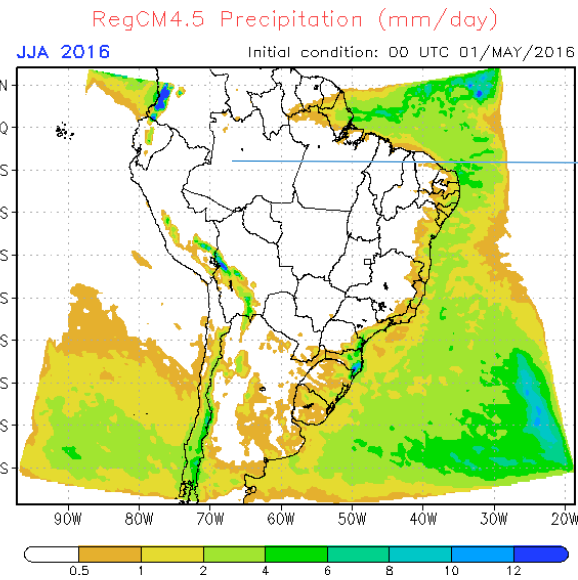 RegCM4.5 Precipitation (mm/day)
JJA 2016 Initial condition: 00 UTC 01/MAY/2016
N
Q
S
S
S
S
S
S
S
S
90W 80W 70W 60W 50W 40W 30W 20W
0.5 1 2 4 6 8 10 12